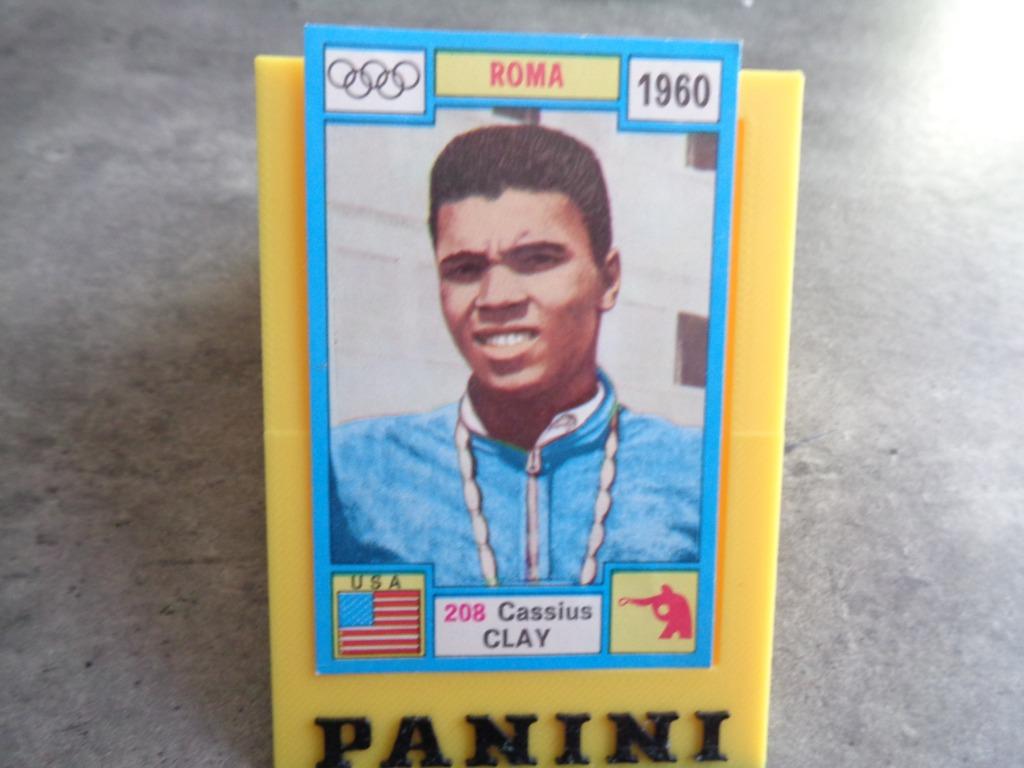 ROMA
1960
USA
208 Cassius
CLAY
PANINI